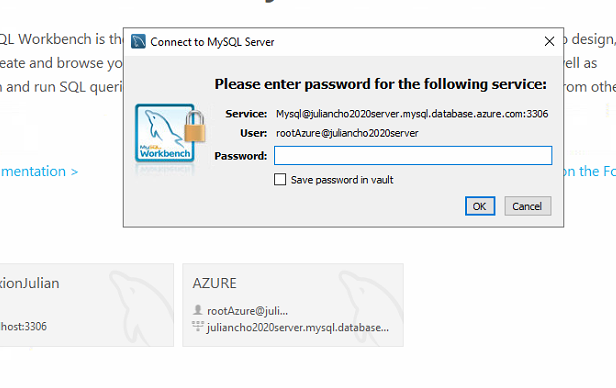 Connect to MySQL Server
QL Workbench is the
o design,
eate and browse yo
ell as
n and run SQL queri
rom othe
Please enter password for the following service:
Service: Mysql@juliancho2020server.mysql.database.azure.com:3306
User: rootAzure@juliancho2020server
MySQL
Workbench
Password:
Save password in vault
mentation >
on the Fo
OK Cancel
xionJulian
lhost:3306
AZURE
rootAzure@juli...
juliancho2020server.mysql.database...